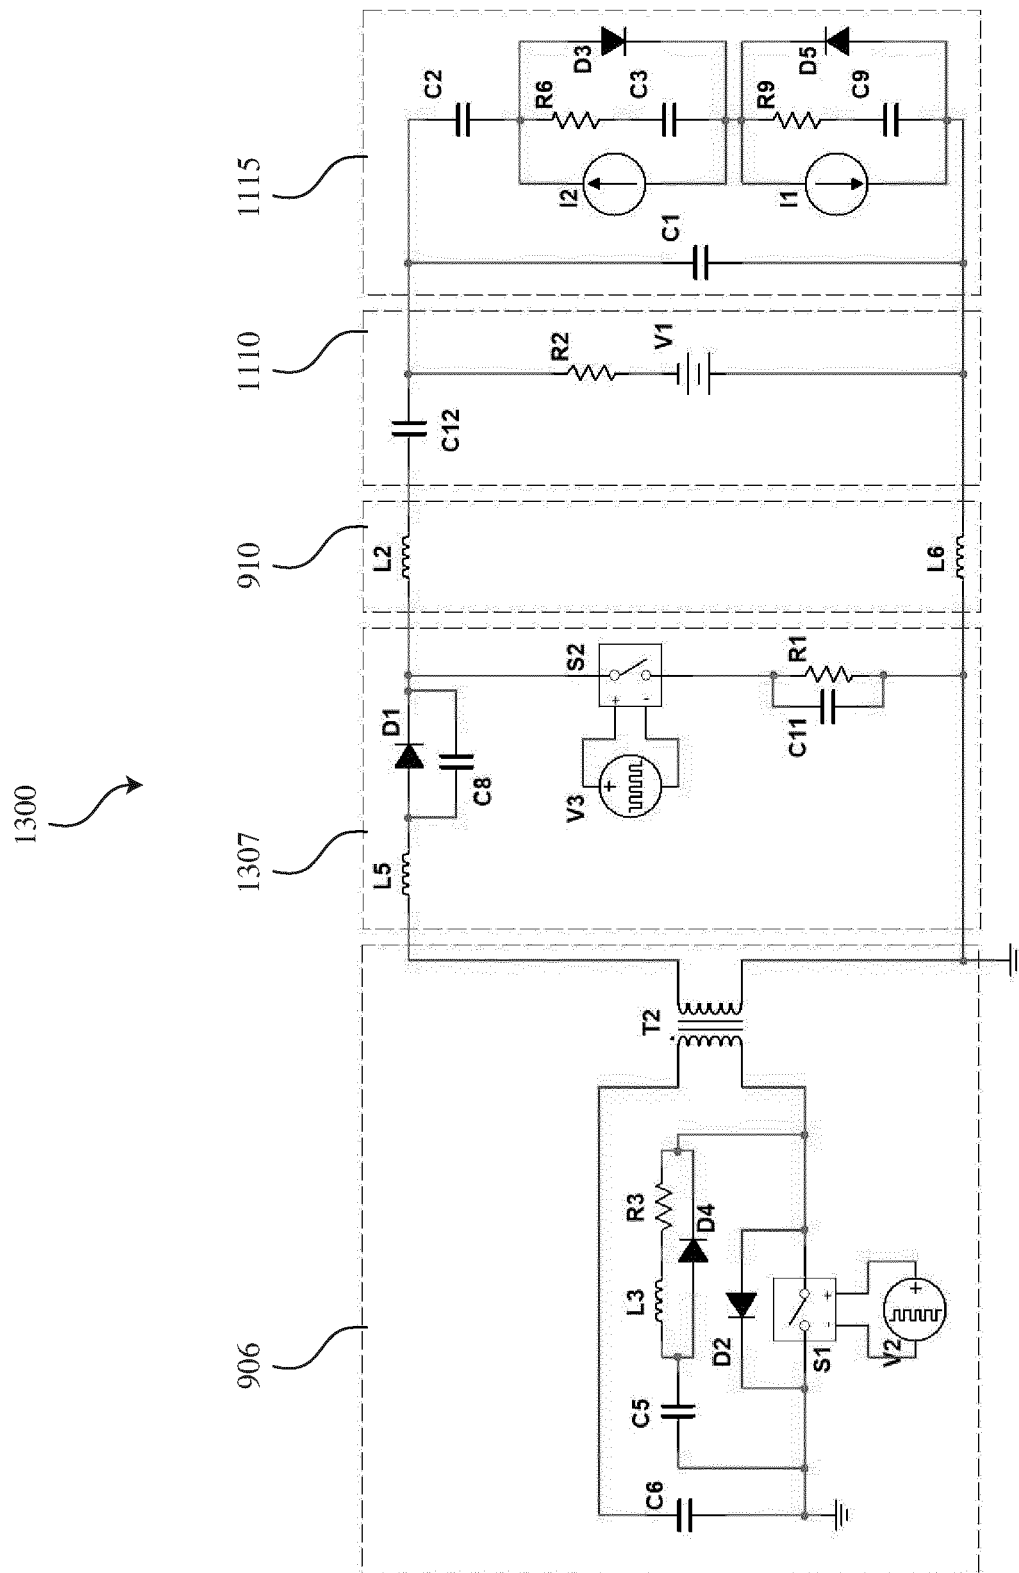 1300
906
1307
910
1110
1115
C6
C5
L3
R3
D4
D2
S1
+
-
V2
+
T2
L5
D1
C8
V3
+
S2
+
-
C11
R1
L2
L6
C12
R2
V1
C1
C2
I2
R6
C3
D3
I1
R9
C9
D5